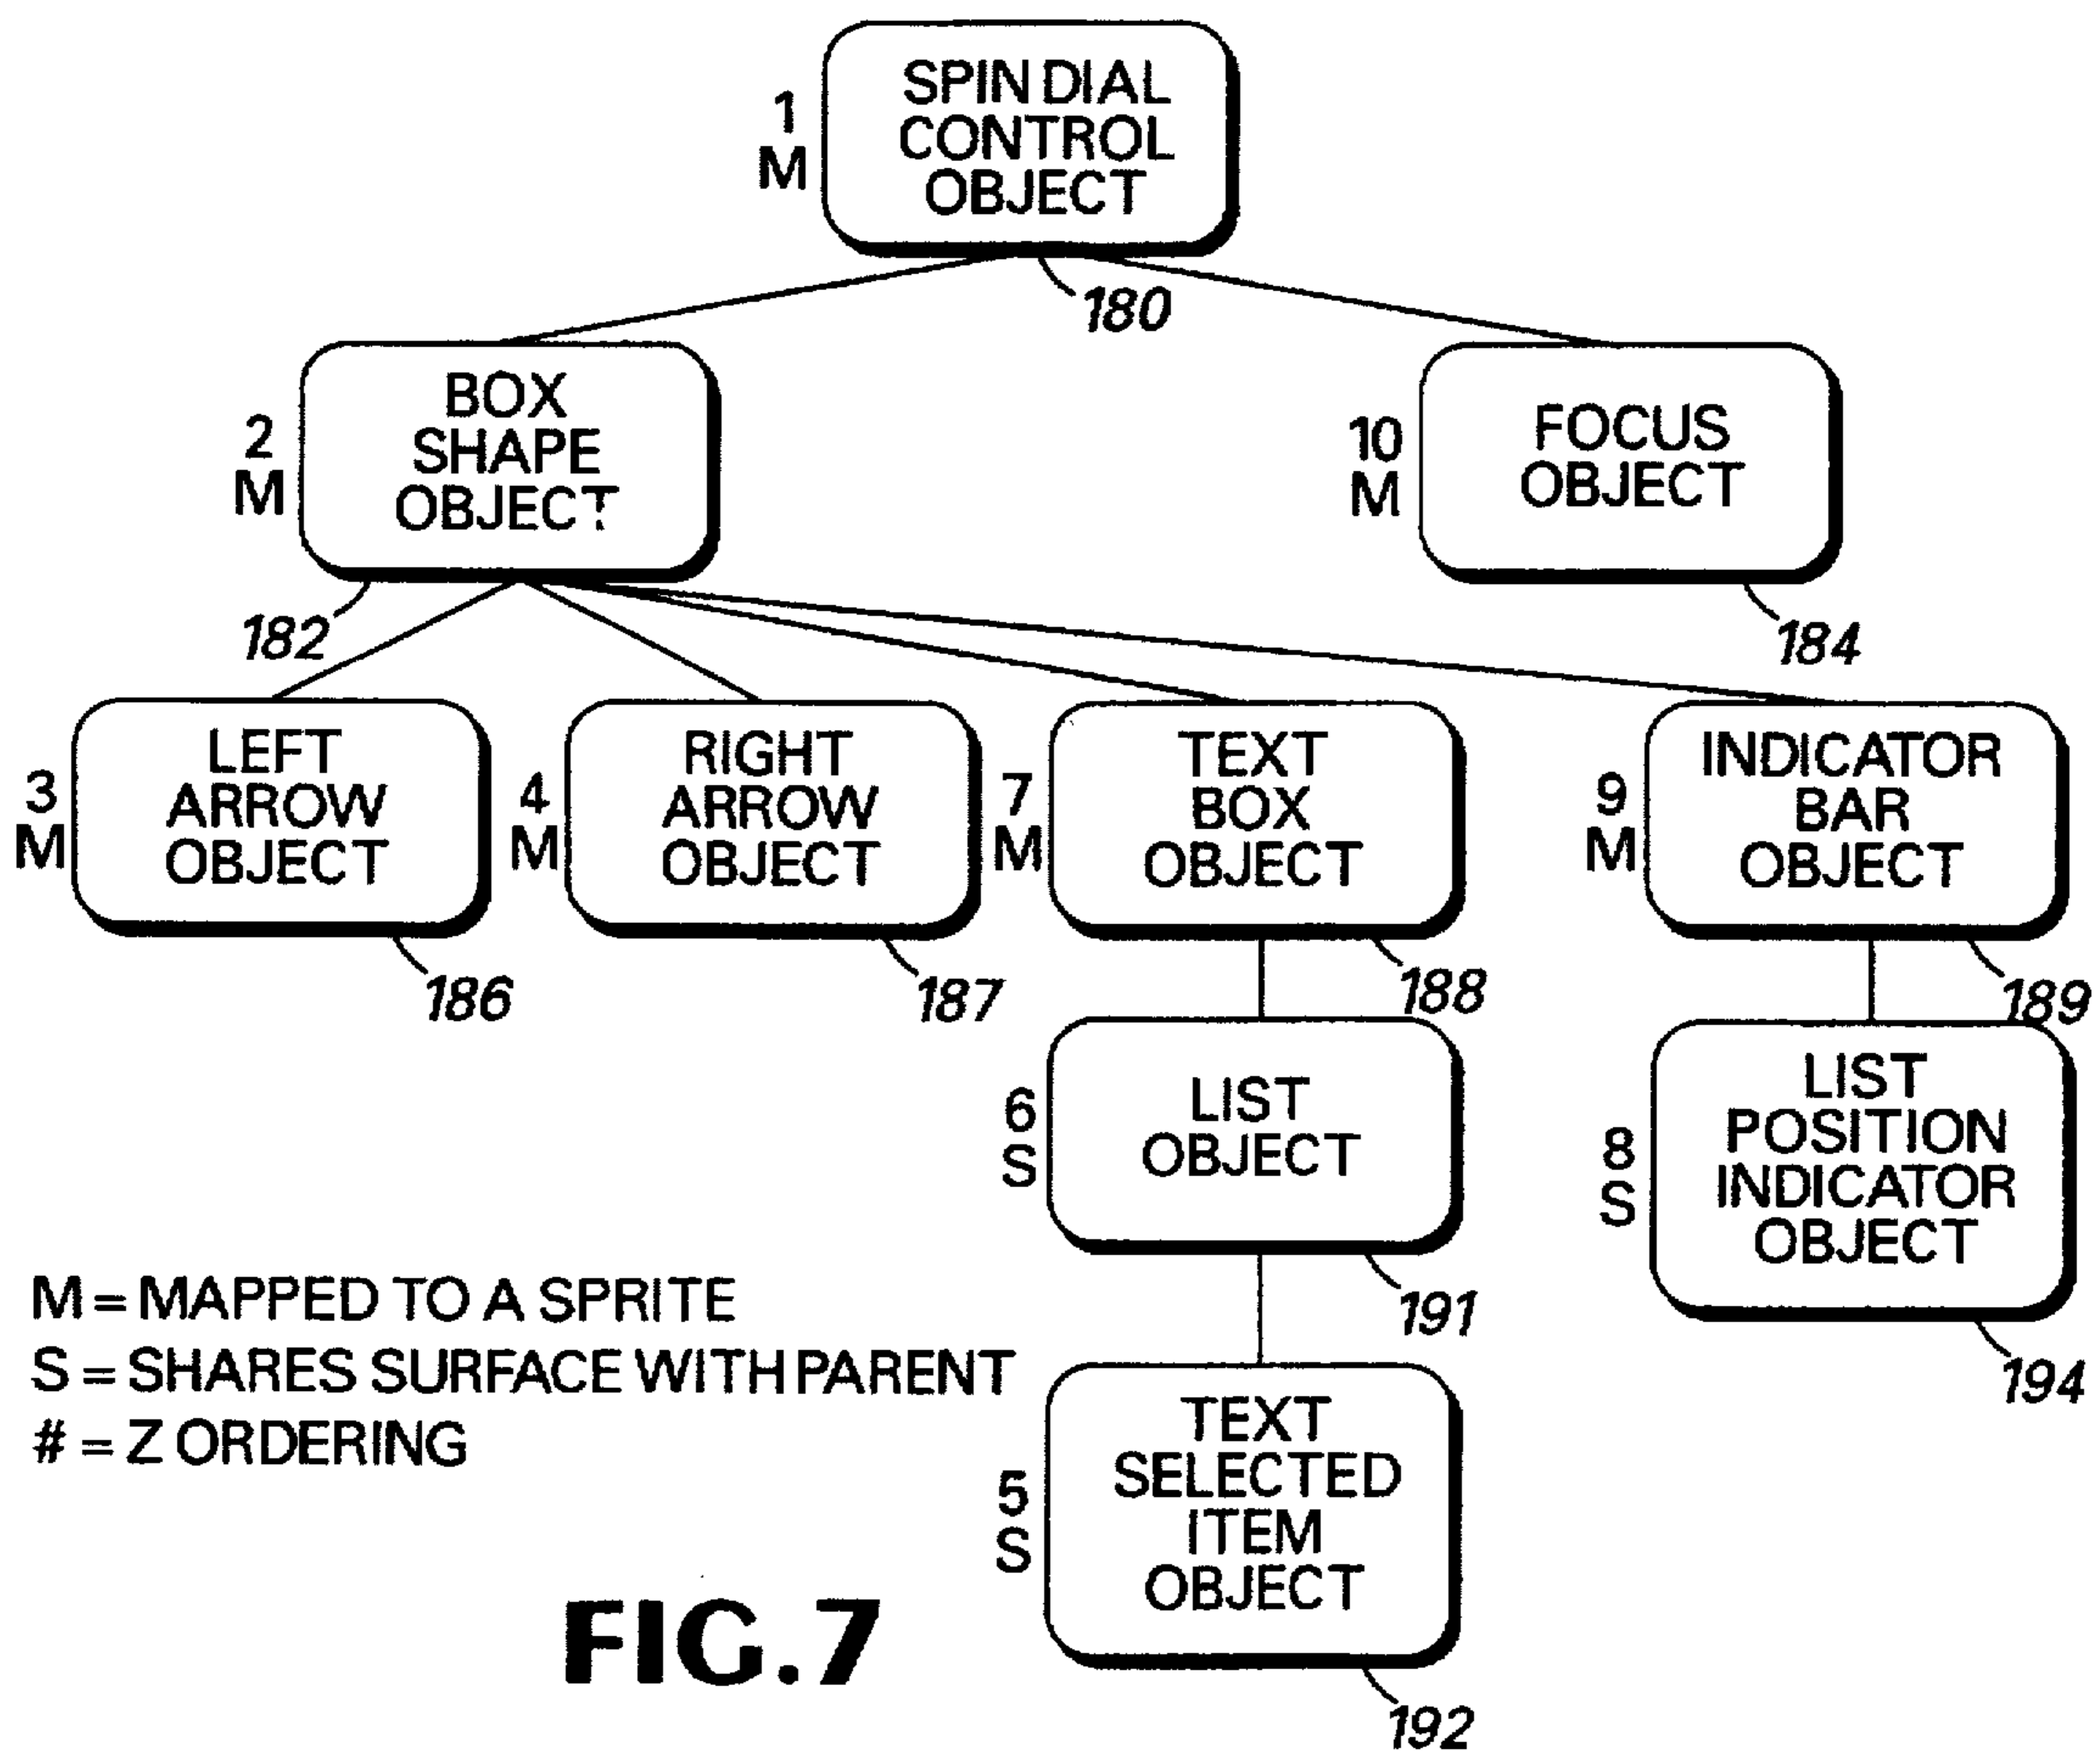 1
M
SPIN DIAL
CONTROL
OBJECT
180
2
M
BOX
SHAPE
OBJECT
182
10
M
FOCUS
OBJECT
184
3
M
LEFT
ARROW
OBJECT
186
4
M
RIGHT
ARROW
OBJECT
187
7
M
TEXT
BOX
OBJECT
188
9
M
INDICATOR
BAR
OBJECT
189
6
S
LIST
OBJECT
191
8
S
LIST
POSITION
INDICATOR
OBJECT
194
5
S
TEXT
SELECTED
ITEM
OBJECT
192
M = MAPPED TO A SPRITE
S = SHARES SURFACE WITH PARENT
# = Z ORDERING
FIG.7